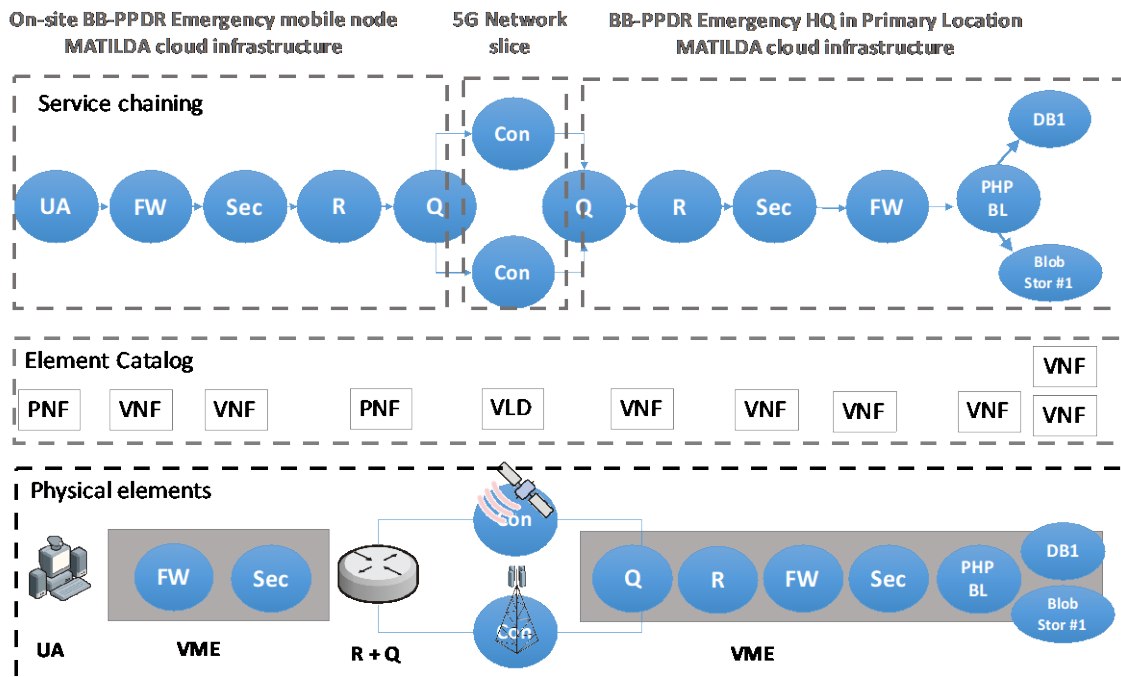 On-site BB-PPDR Emergency mobile node
MATILDA cloud infrastructure
5G Network
slice
BB-PPDR Emergency HQ in Primary Location
MATILDA cloud infrastructure
Service chaining
UA
FW
Sec
R
Q
Con
Con
Q
R
Sec
FW
PHP
BL
DB1
Blob
Stor #1
Element Catalog
PNF
VNF
VNF
PNF
VLD
VNF
VNF
VNF
VNF
VNF
VNF
Physical elements
UA
FW
Sec
VME
R + Q
Con
Con
Q
R
FW
Sec
PHP
BL
DB1
Blob
Stor #1
VME